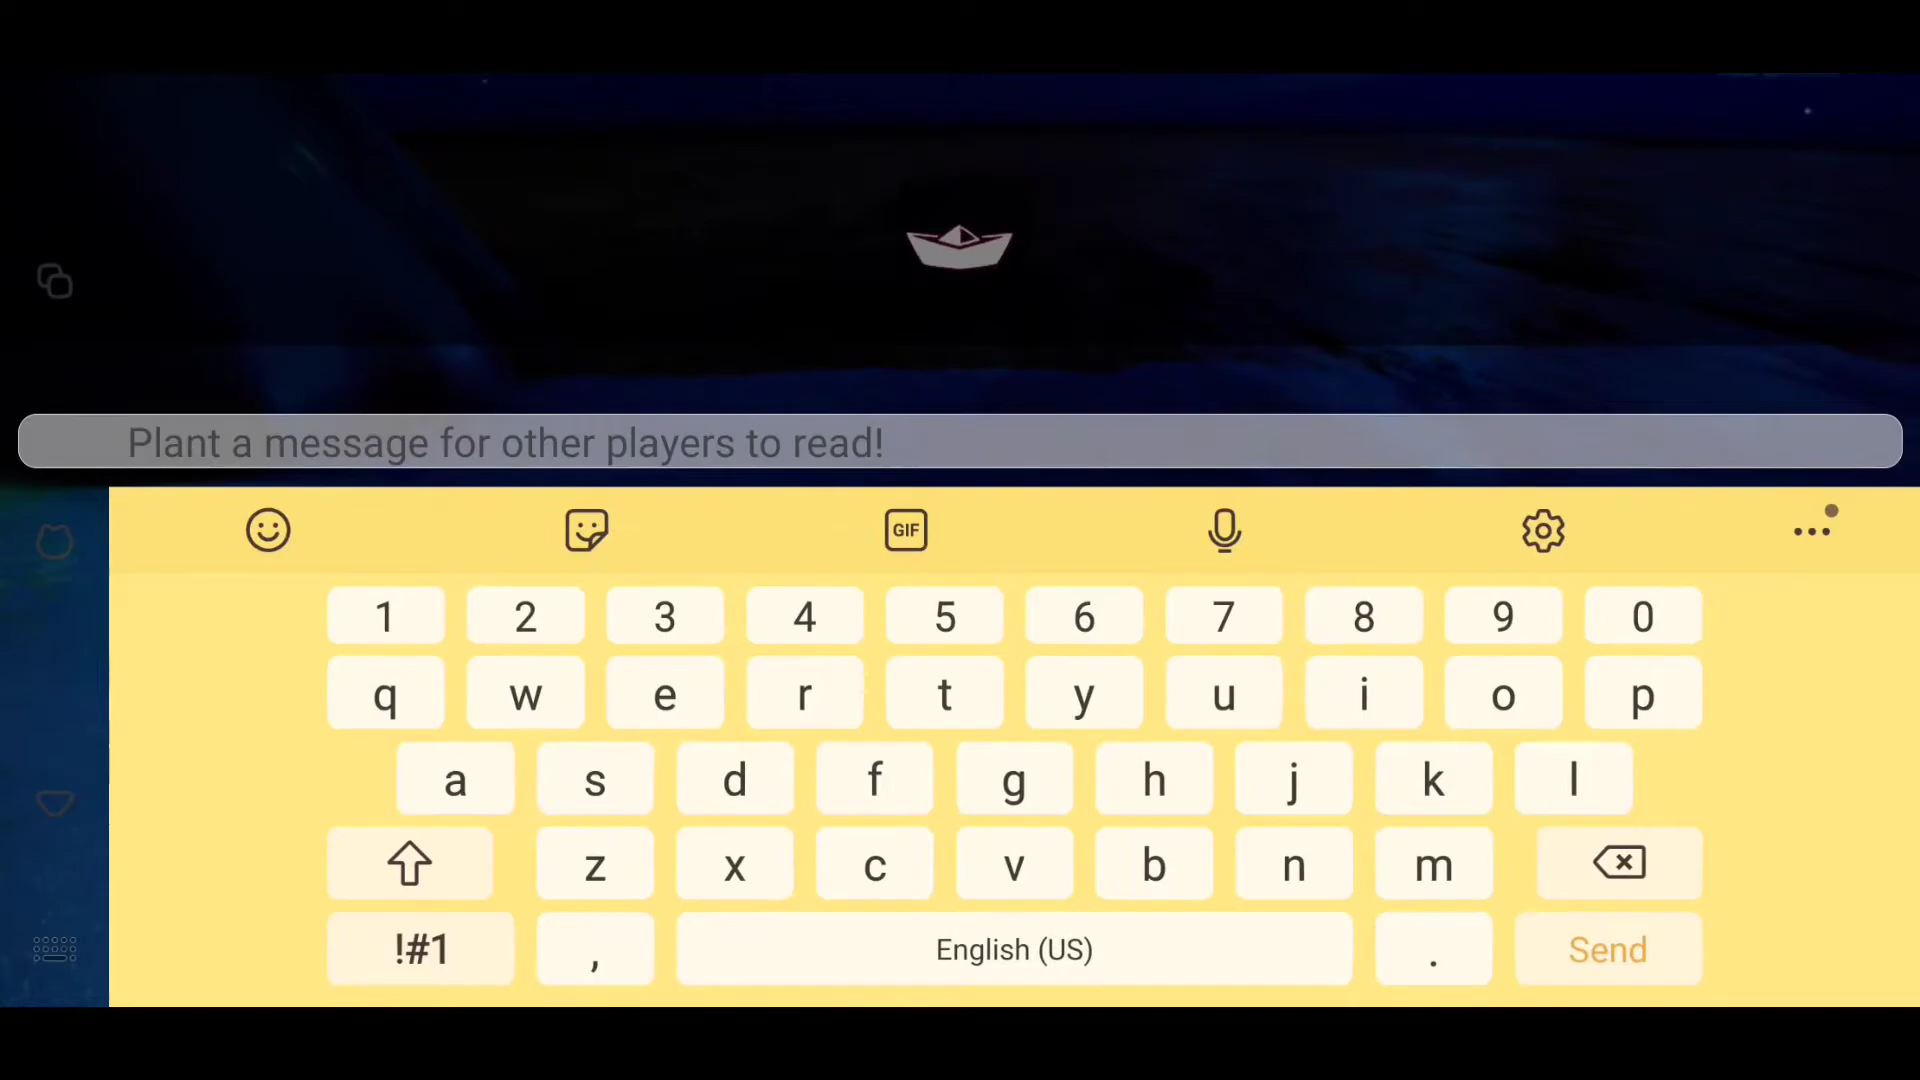 Plant a message for other players to read!
GIF
1 2 3 4 5 6 7 8 9 0
q w e r t y u i o p
a s d f g h j k l
z x c v b n m
!#1 , English (US) . Send